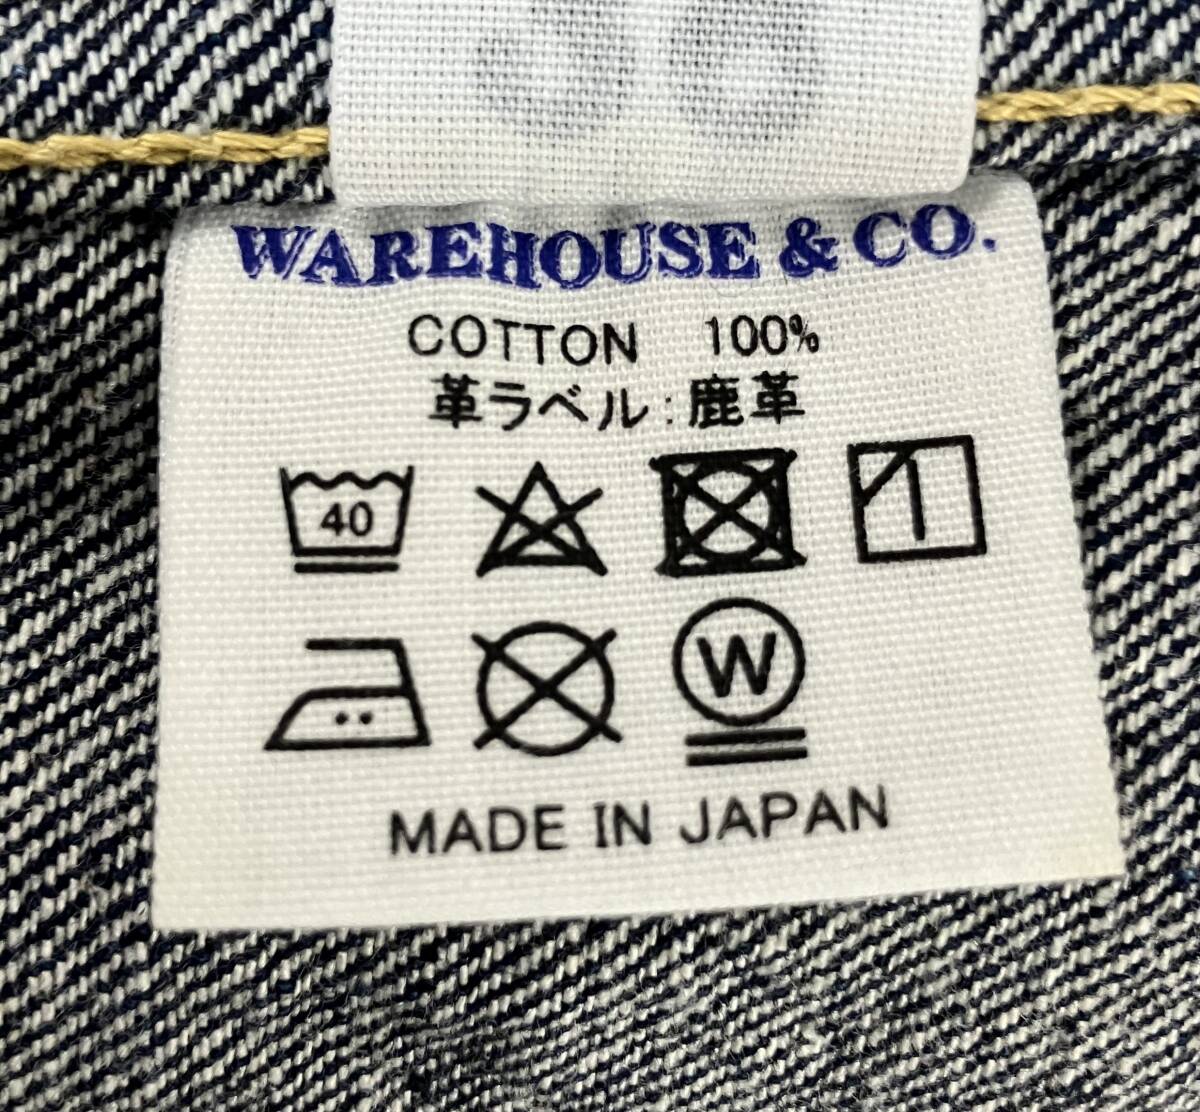 WAREHOUSE & CO.
COTTON 100%
革ラベル:鹿革
40
W
MADE IN JAPAN